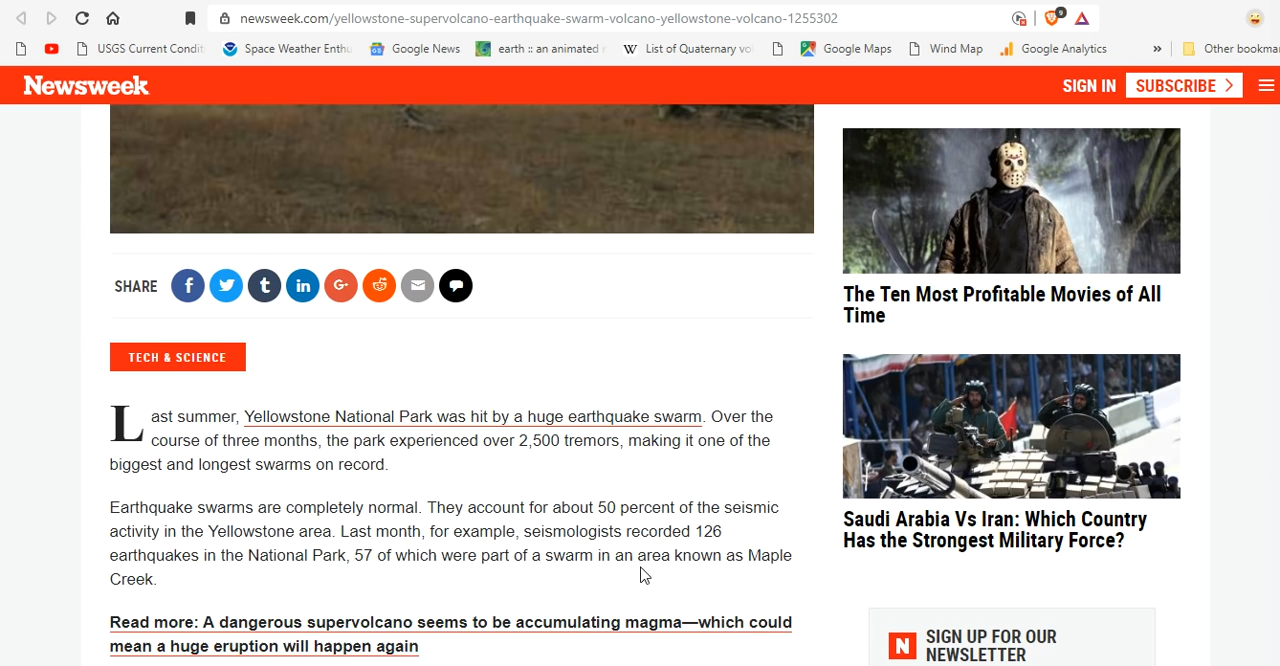 newsweek.com/yellowstone-supervolcano-earthquake-swarm-volcano-yellowstone-volcano-1255302
9
USGS Current Condit
Space Weather Enthu
Google News
earth :: an animated
W List of Quaternary vo
Google Maps
Wind Map
Google Analytics
»
Other bookma
Newsweek
SIGN IN
SUBSCRIBE
SHARE
TECH & SCIENCE
Last summer, Yellowstone National Park was hit by a huge earthquake swarm. Over the
course of three months, the park experienced over 2,500 tremors, making it one of the
biggest and longest swarms on record.
Earthquake swarms are completely normal. They account for about 50 percent of the seismic
activity in the Yellowstone area. Last month, for example, seismologists recorded 126
earthquakes in the National Park, 57 of which were part of a swarm in an area known as Maple
Creek.
Read more: A dangerous supervolcano seems to be accumulating magma—which could
mean a huge eruption will happen again
The Ten Most Profitable Movies of All
Time
Saudi Arabia Vs Iran: Which Country
Has the Strongest Military Force?
N
SIGN UP FOR OUR
NEWSLETTER